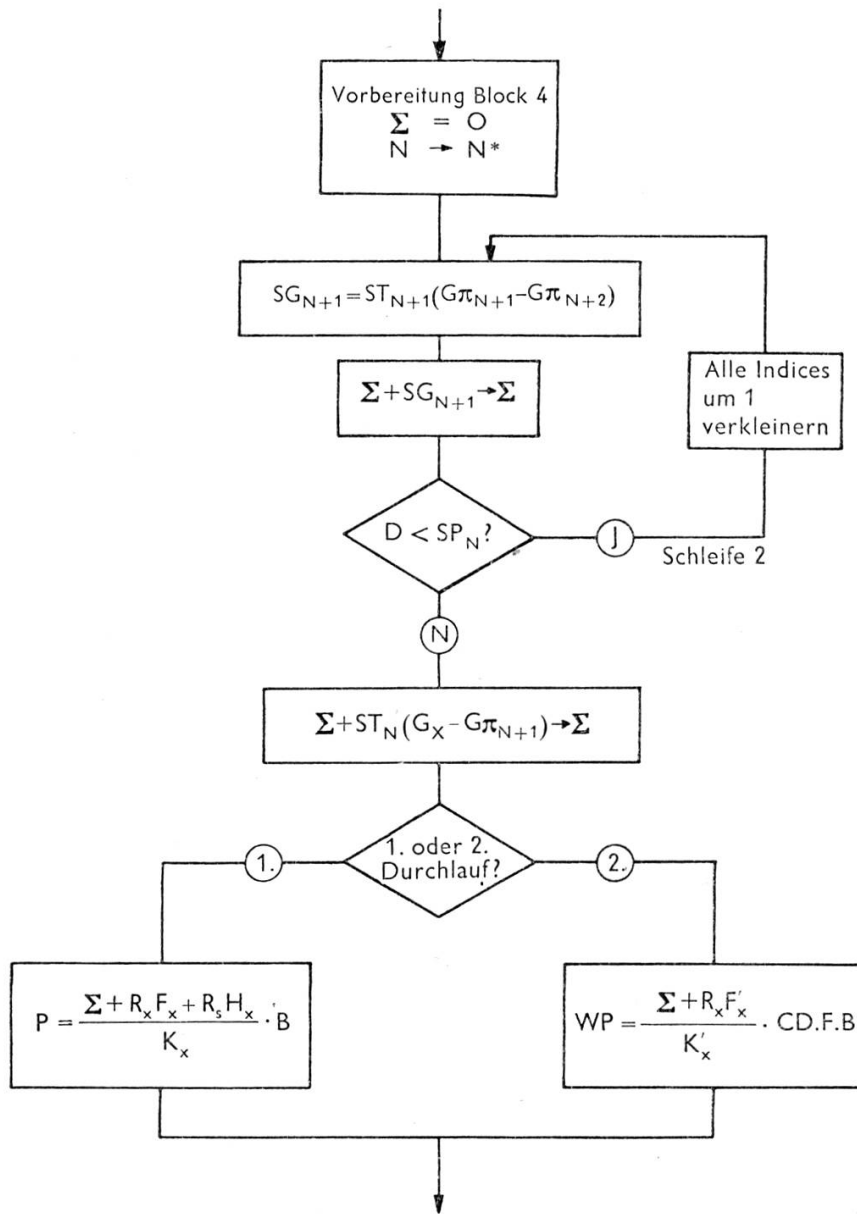 Vorbereitung Block 4
Σ = O
N → N*
SG_{N+1} = ST_{N+1}(Gπ_{N+1} – Gπ_{N+2})
Σ + SG_{N+1} → Σ
Alle Indices
um 1
verkleinern
D < SP_N?
J
Schleife 2
N
Σ + ST_N(G_X – Gπ_{N+1}) → Σ
1. oder 2.
Durchlauf?
1.
2.
P = \frac{Σ + R_x F_x + R_s H_x}{K_x} · B
WP = \frac{Σ + R_x F'_x}{K'_x} · CD.F.B